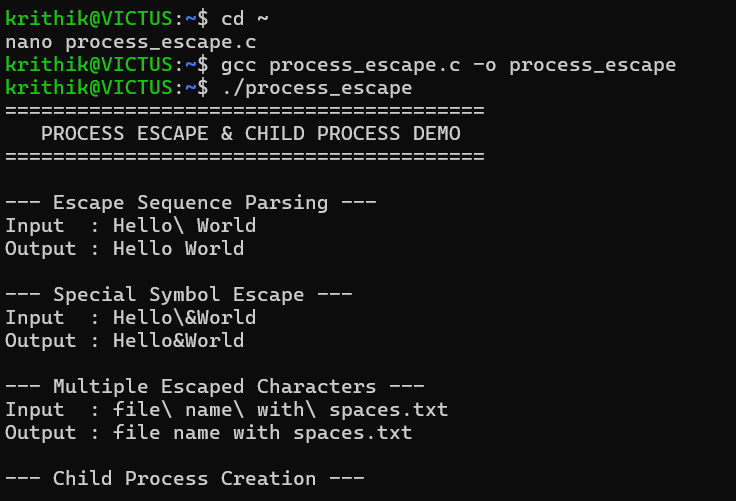 krithik@VICTUS:~$ cd ~
nano process_escape.c
krithik@VICTUS:~$ gcc process_escape.c -o process_escape
krithik@VICTUS:~$ ./process_escape
========================================
   PROCESS ESCAPE & CHILD PROCESS DEMO
========================================

--- Escape Sequence Parsing ---
Input  : Hello\ World
Output : Hello World

--- Special Symbol Escape ---
Input  : Hello\&World
Output : Hello&World

--- Multiple Escaped Characters ---
Input  : file\ name\ with\ spaces.txt
Output : file name with spaces.txt

--- Child Process Creation ---